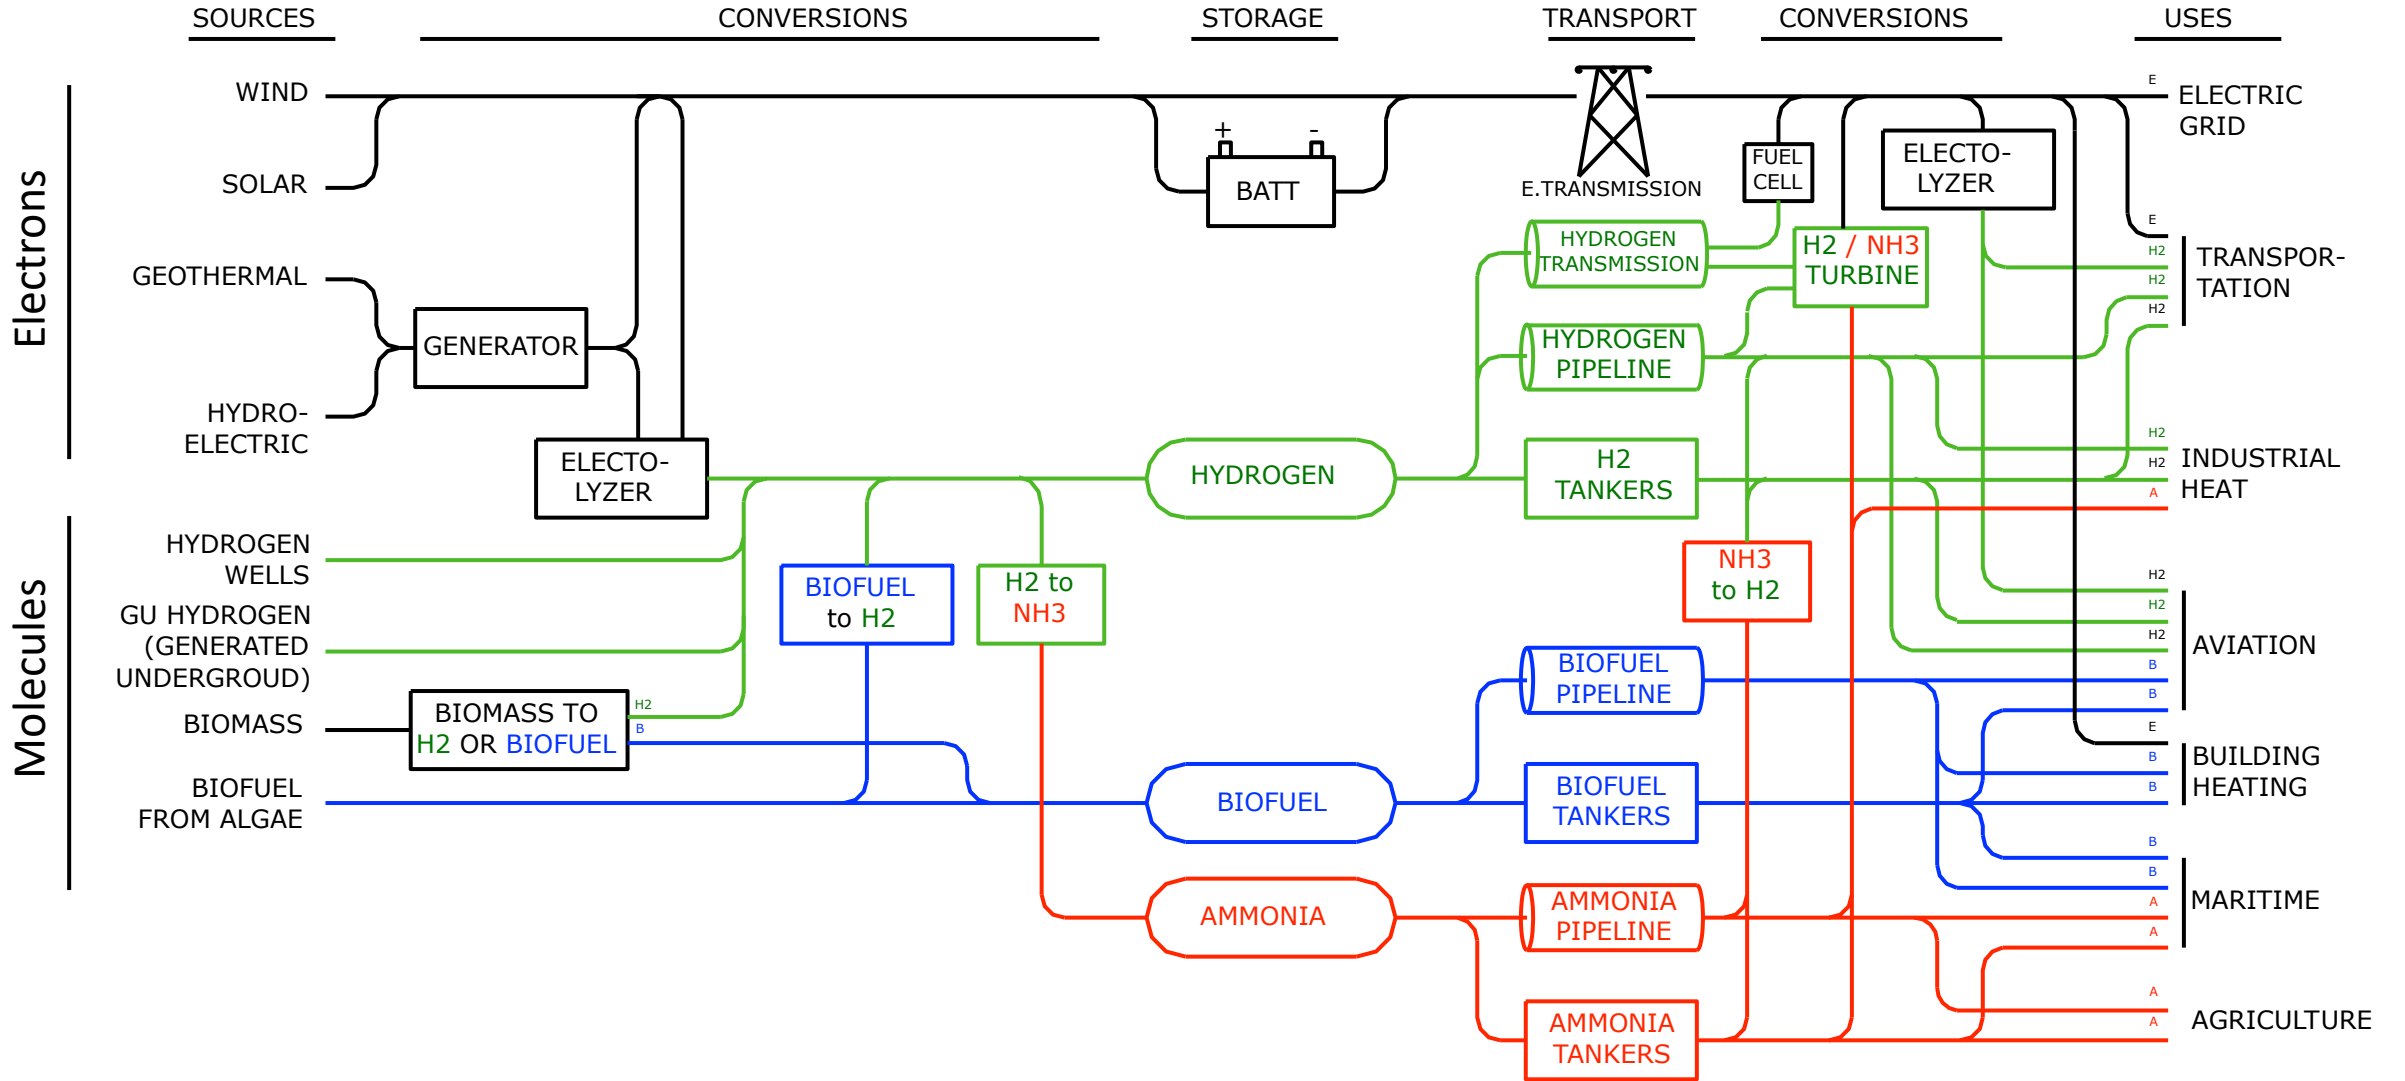 SOURCES
CONVERSIONS
STORAGE
TRANSPORT
CONVERSIONS
USES
Electrons
WIND
SOLAR
GEOTHERMAL
HYDRO-
ELECTRIC
GENERATOR
ELECTO-
LYZER
+
-
BATT
E.TRANSMISSION
FUEL
CELL
ELECTO-
LYZER
HYDROGEN
TRANSMISSION
H2 / NH3
TURBINE
HYDROGEN
PIPELINE
HYDROGEN
H2
TANKERS
E
ELECTRIC
GRID
E
H2
H2
H2
TRANSPOR-
TATION
H2
H2
A
INDUSTRIAL
HEAT
Molecules
HYDROGEN
WELLS
GU HYDROGEN
(GENERATED
UNDERGROUD)
BIOMASS
BIOFUEL
FROM ALGAE
BIOMASS TO
H2 OR BIOFUEL
H2
B
BIOFUEL
to H2
H2 to
NH3
NH3
to H2
BIOFUEL
BIOFUEL
PIPELINE
BIOFUEL
TANKERS
AMMONIA
AMMONIA
PIPELINE
AMMONIA
TANKERS
H2
H2
H2
B
B
AVIATION
E
B
B
BUILDING
HEATING
B
B
A
A
MARITIME
A
A
AGRICULTURE